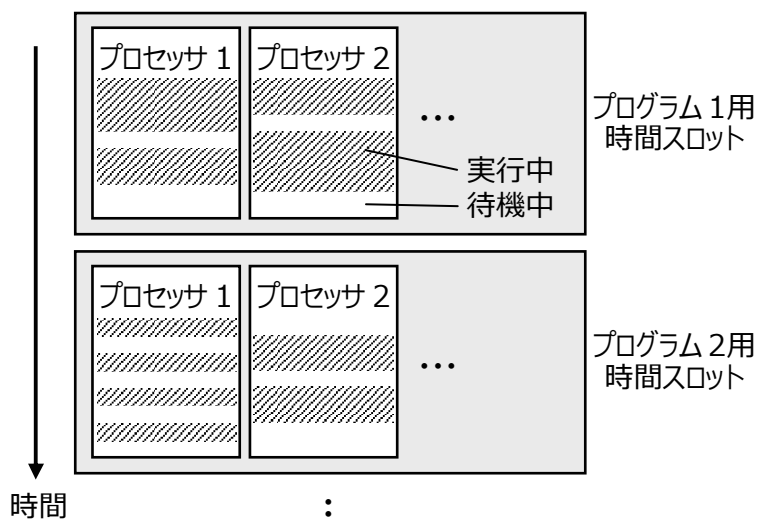 プロセッサ 1
プロセッサ 2
…
プログラム 1用
時間スロット
実行中
待機中
プロセッサ 1
プロセッサ 2
…
プログラム 2用
時間スロット
時間
: